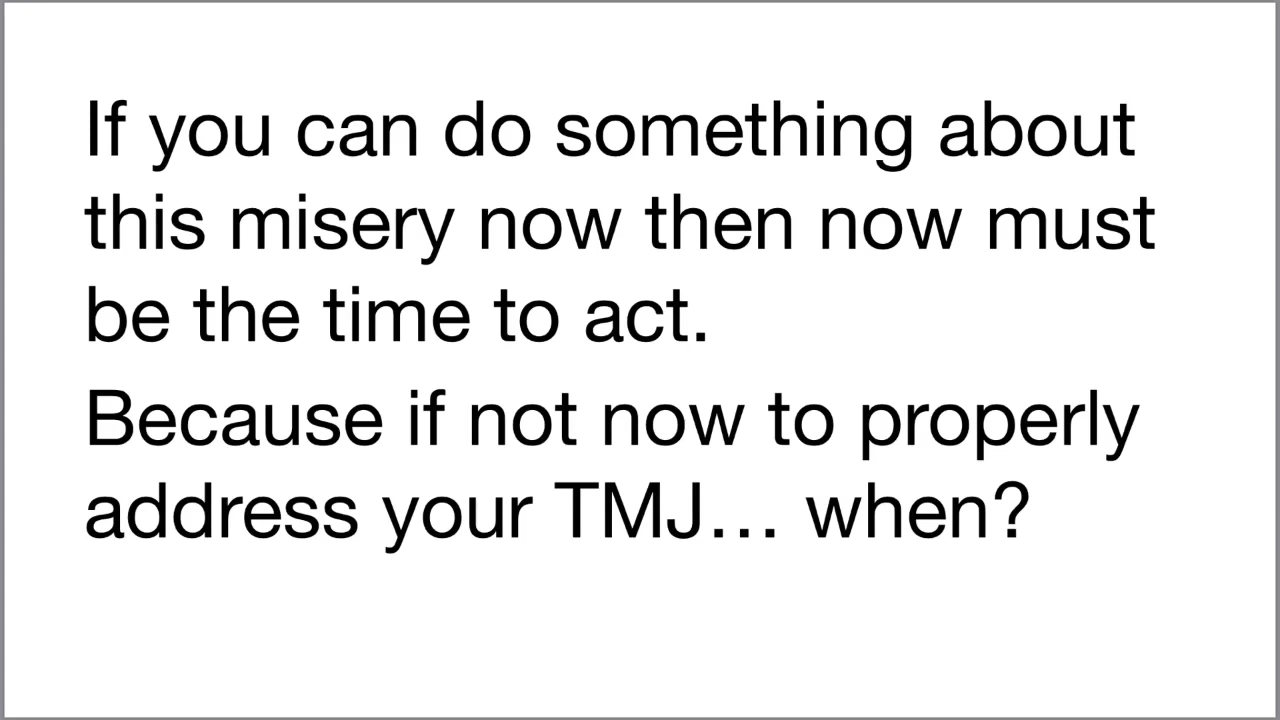 If you can do something about
this misery now then now must
be the time to act.
Because if not now to properly
address your TMJ… when?